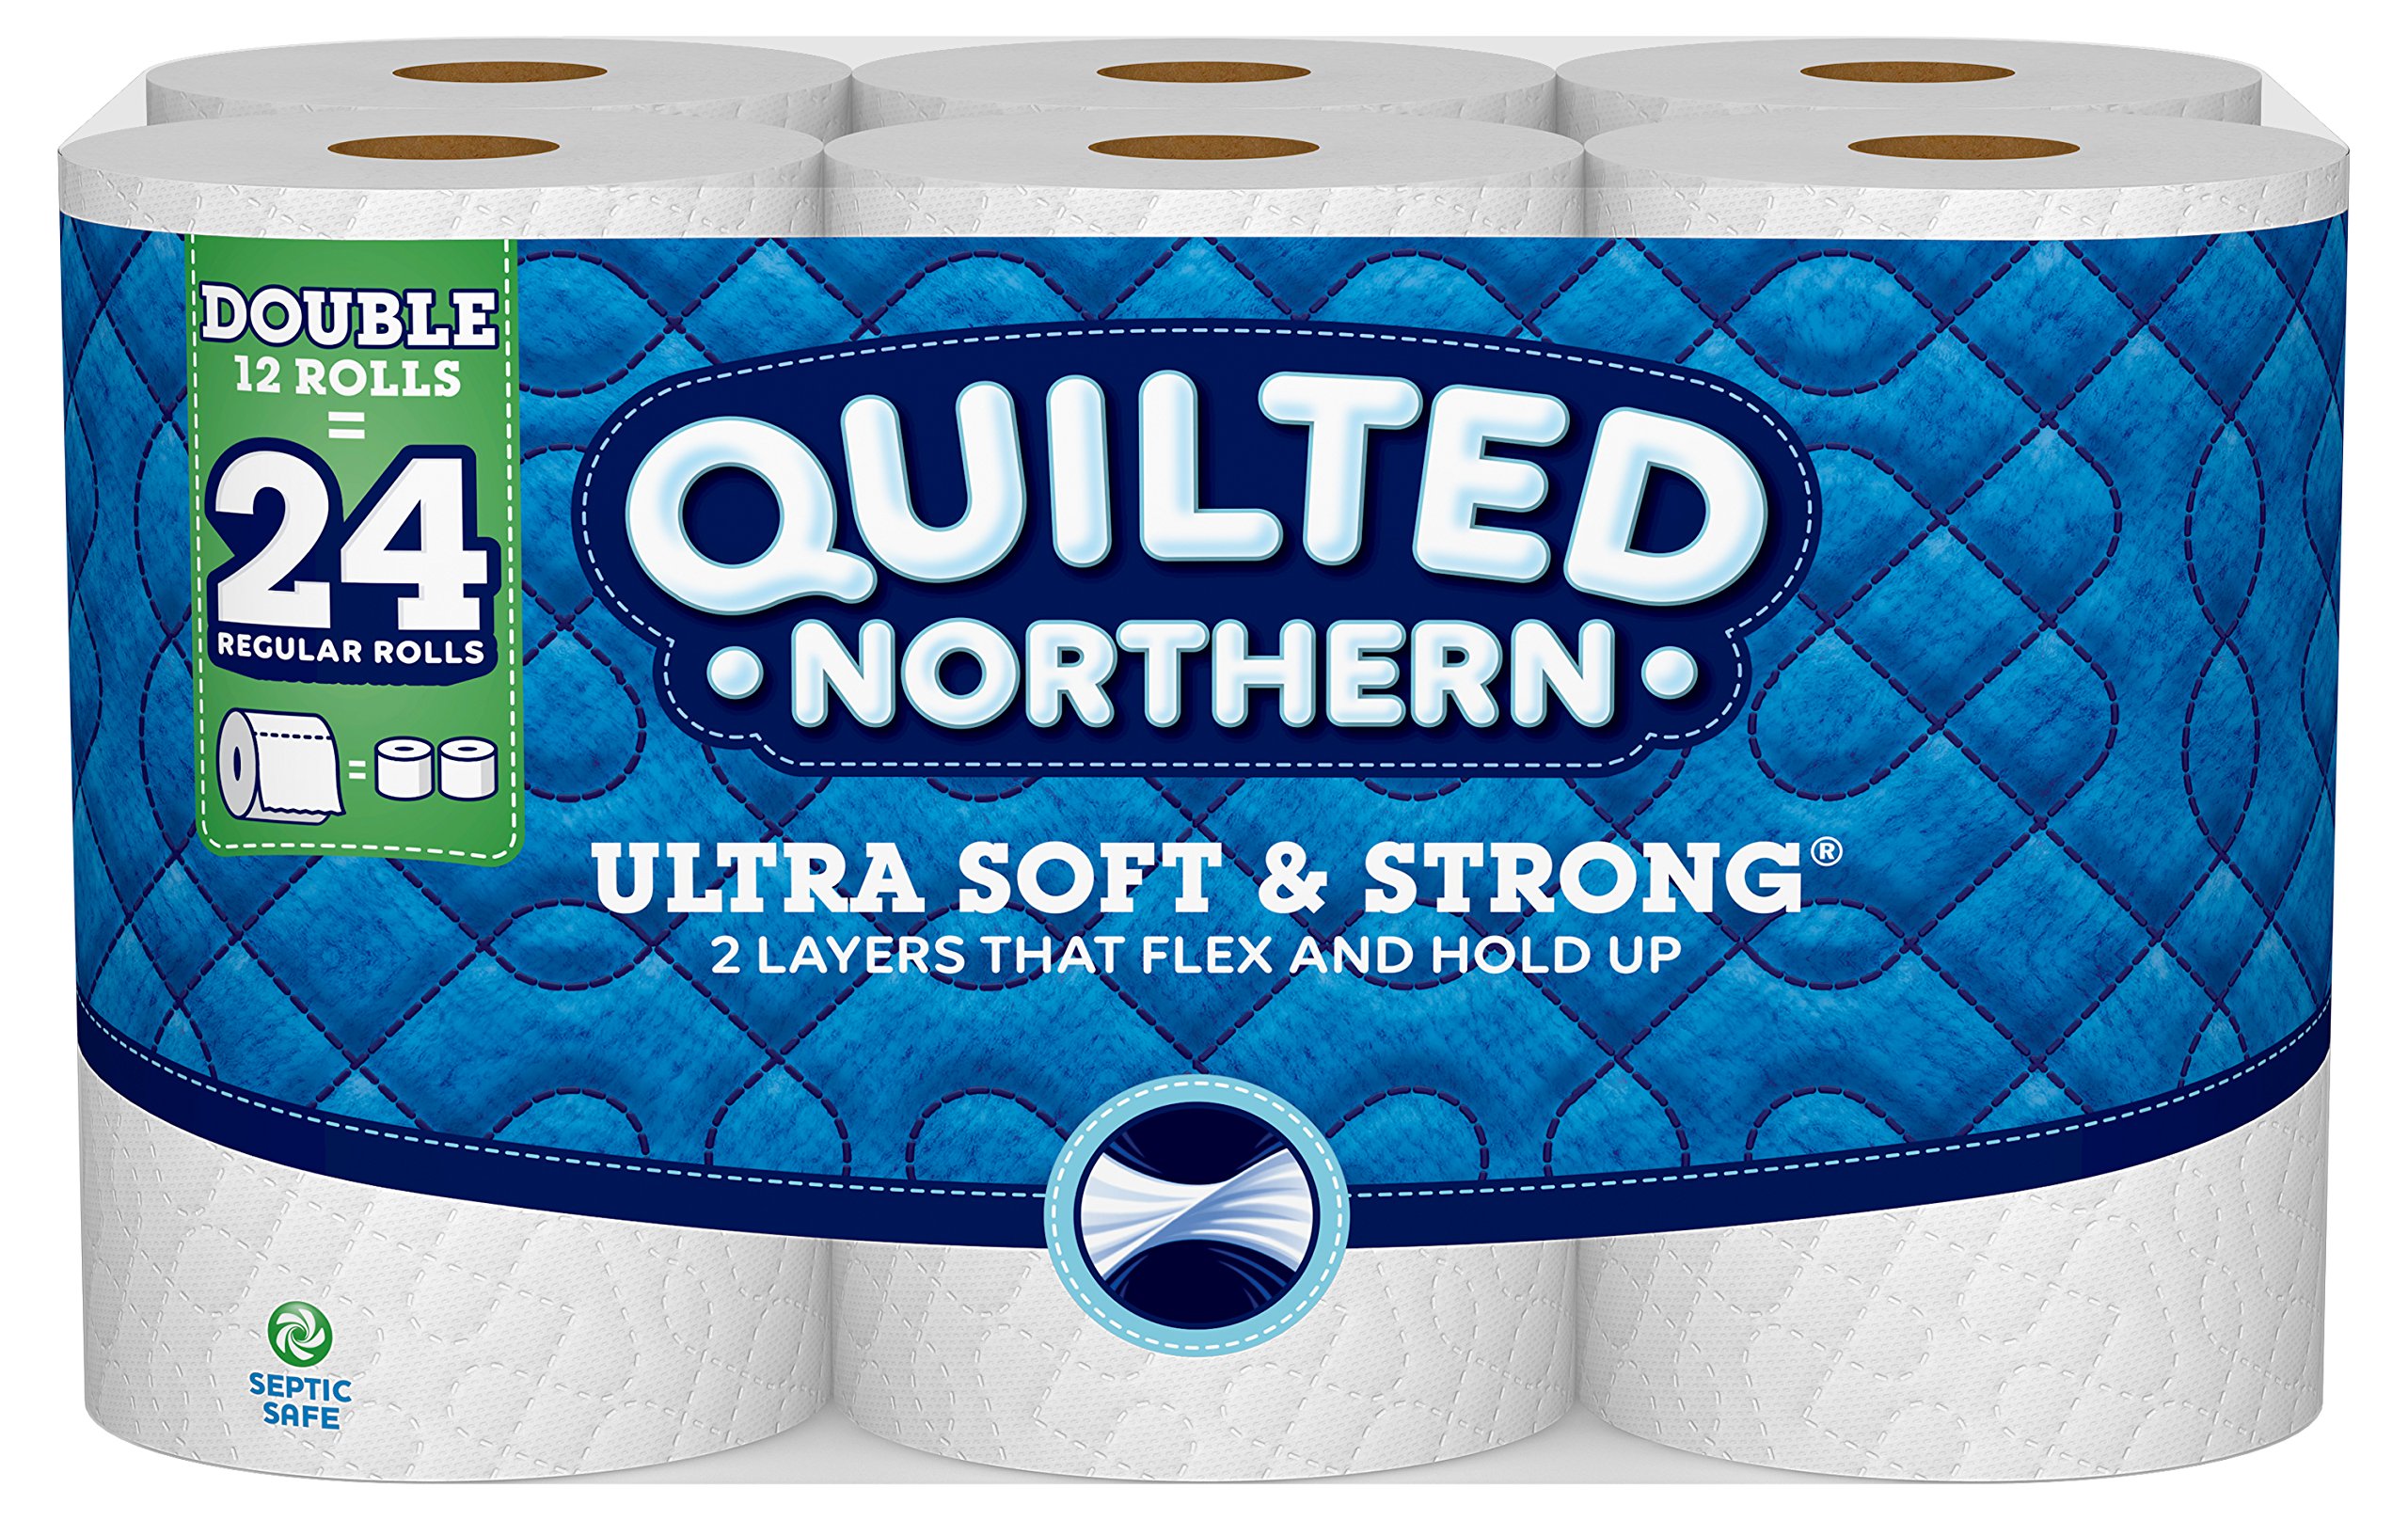 DOUBLE
12 ROLLS
=
24
REGULAR ROLLS
=
QUILTED
• NORTHERN •
ULTRA SOFT & STRONG®
2 LAYERS THAT FLEX AND HOLD UP
SEPTIC
SAFE